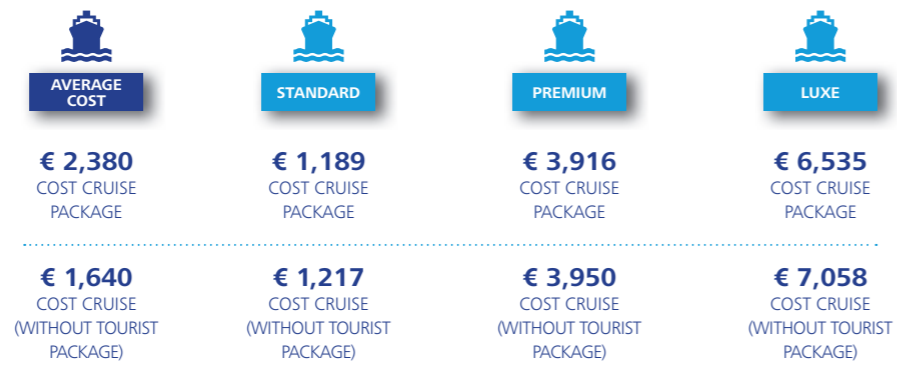 AVERAGE
COST
STANDARD
PREMIUM
LUXE
€ 2,380
COST CRUISE
PACKAGE
€ 1,189
COST CRUISE
PACKAGE
€ 3,916
COST CRUISE
PACKAGE
€ 6,535
COST CRUISE
PACKAGE
€ 1,640
COST CRUISE
(WITHOUT TOURIST
PACKAGE)
€ 1,217
COST CRUISE
(WITHOUT TOURIST
PACKAGE)
€ 3,950
COST CRUISE
(WITHOUT TOURIST
PACKAGE)
€ 7,058
COST CRUISE
(WITHOUT TOURIST
PACKAGE)